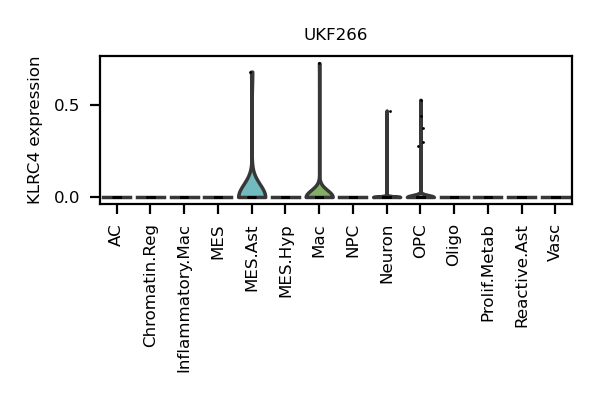 UKF266
KLRC4 expression
0.5
0.0
AC
Chromatin.Reg
Inflammatory.Mac
MES
MES.Ast
MES.Hyp
Mac
NPC
Neuron
OPC
Oligo
Prolif.Metab
Reactive.Ast
Vasc